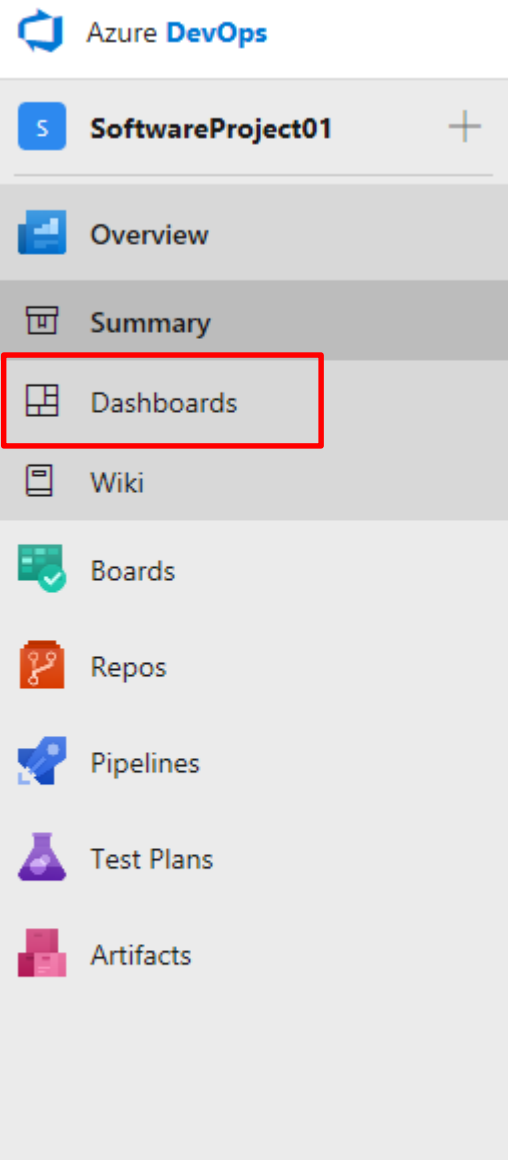 Azure DevOps
S SoftwareProject01
Overview
Summary
Dashboards
Wiki
Boards
Repos
Pipelines
Test Plans
Artifacts